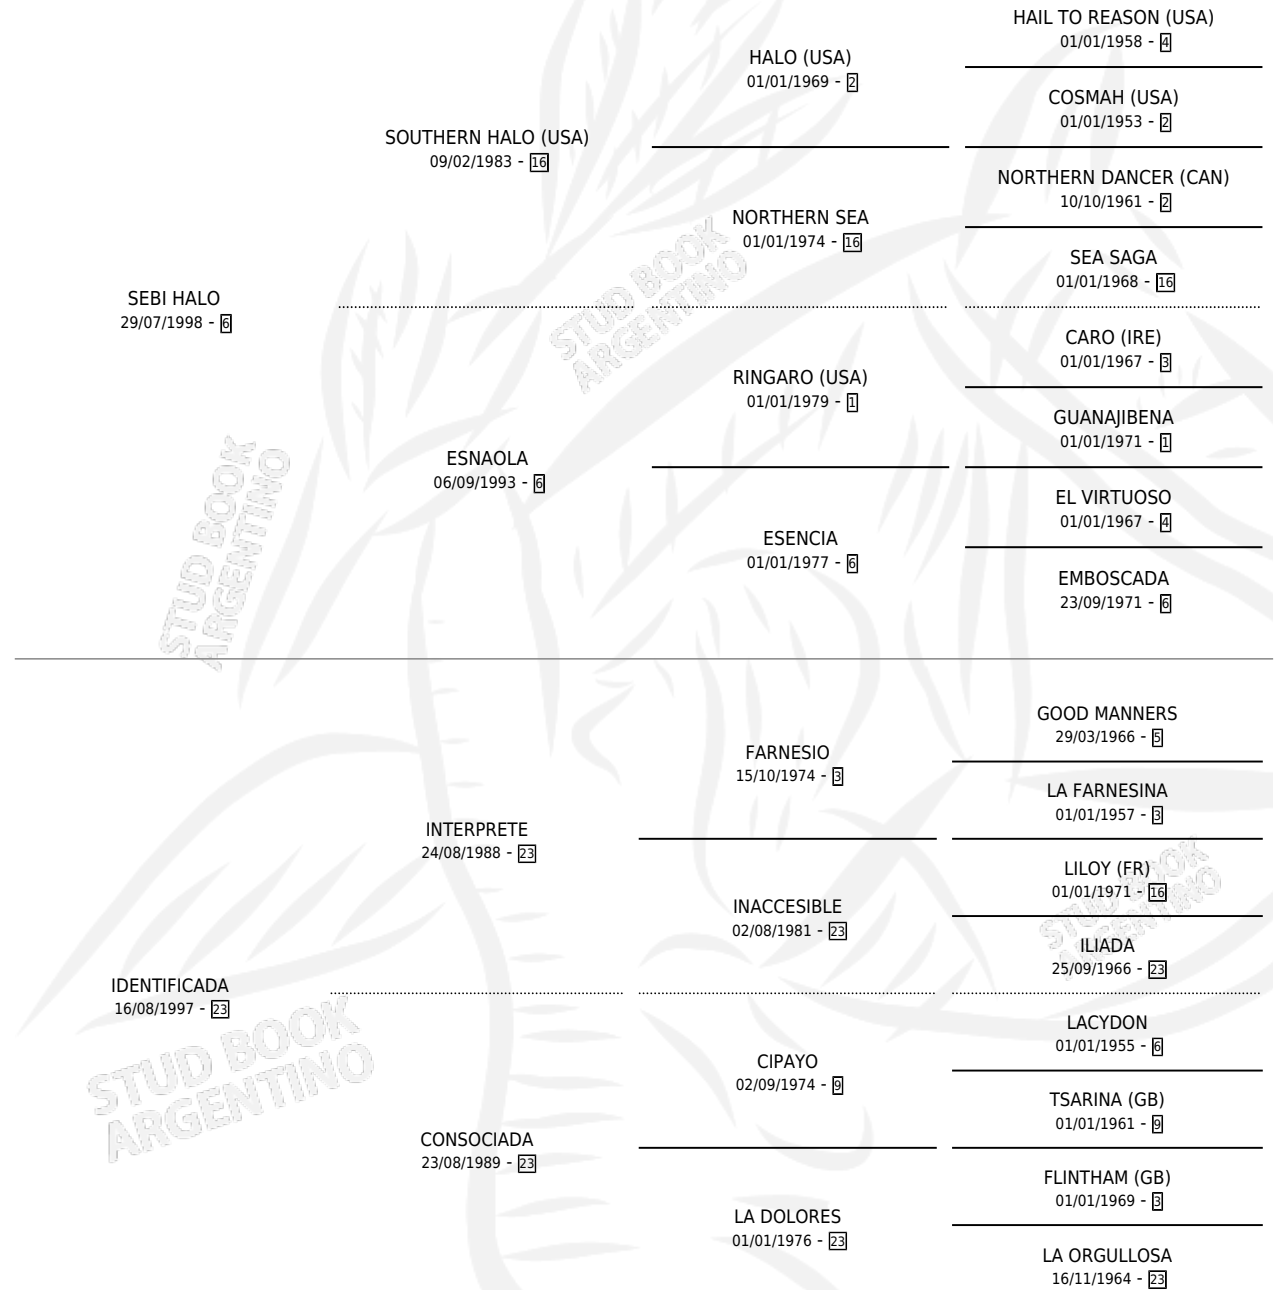 HAIL TO REASON (USA)
01/01/1958 - 4
HALO (USA)
01/01/1969 - 2
COSMAH (USA)
01/01/1953 - 2
SOUTHERN HALO (USA)
09/02/1983 - 16
NORTHERN DANCER (CAN)
10/10/1961 - 2
NORTHERN SEA
01/01/1974 - 16
SEA SAGA
01/01/1968 - 16
SEBI HALO
29/07/1998 - 6
CARO (IRE)
01/01/1967 - 3
RINGARO (USA)
01/01/1979 - 1
GUANAJIBENA
01/01/1971 - 1
ESNAOLA
06/09/1993 - 6
EL VIRTUOSO
01/01/1967 - 4
ESENCIA
01/01/1977 - 6
EMBOSCADA
23/09/1971 - 6
GOOD MANNERS
29/03/1966 - 5
FARNESIO
15/10/1974 - 3
LA FARNESINA
01/01/1957 - 3
INTERPRETE
24/08/1988 - 23
LILOY (FR)
01/01/1971 - 16
INACCESIBLE
02/08/1981 - 23
ILIADA
25/09/1966 - 23
IDENTIFICADA
16/08/1997 - 23
LACYDON
01/01/1955 - 6
CIPAYO
02/09/1974 - 9
TSARINA (GB)
01/01/1961 - 9
CONSOCIADA
23/08/1989 - 23
FLINTHAM (GB)
01/01/1969 - 3
LA DOLORES
01/01/1976 - 23
LA ORGULLOSA
16/11/1964 - 23
STUD BOOK
ARGENTINO
STUD BOOK
ARGENTINO
STUD BOOK
ARGENTINO
STUD BOOK
ARGENTINO